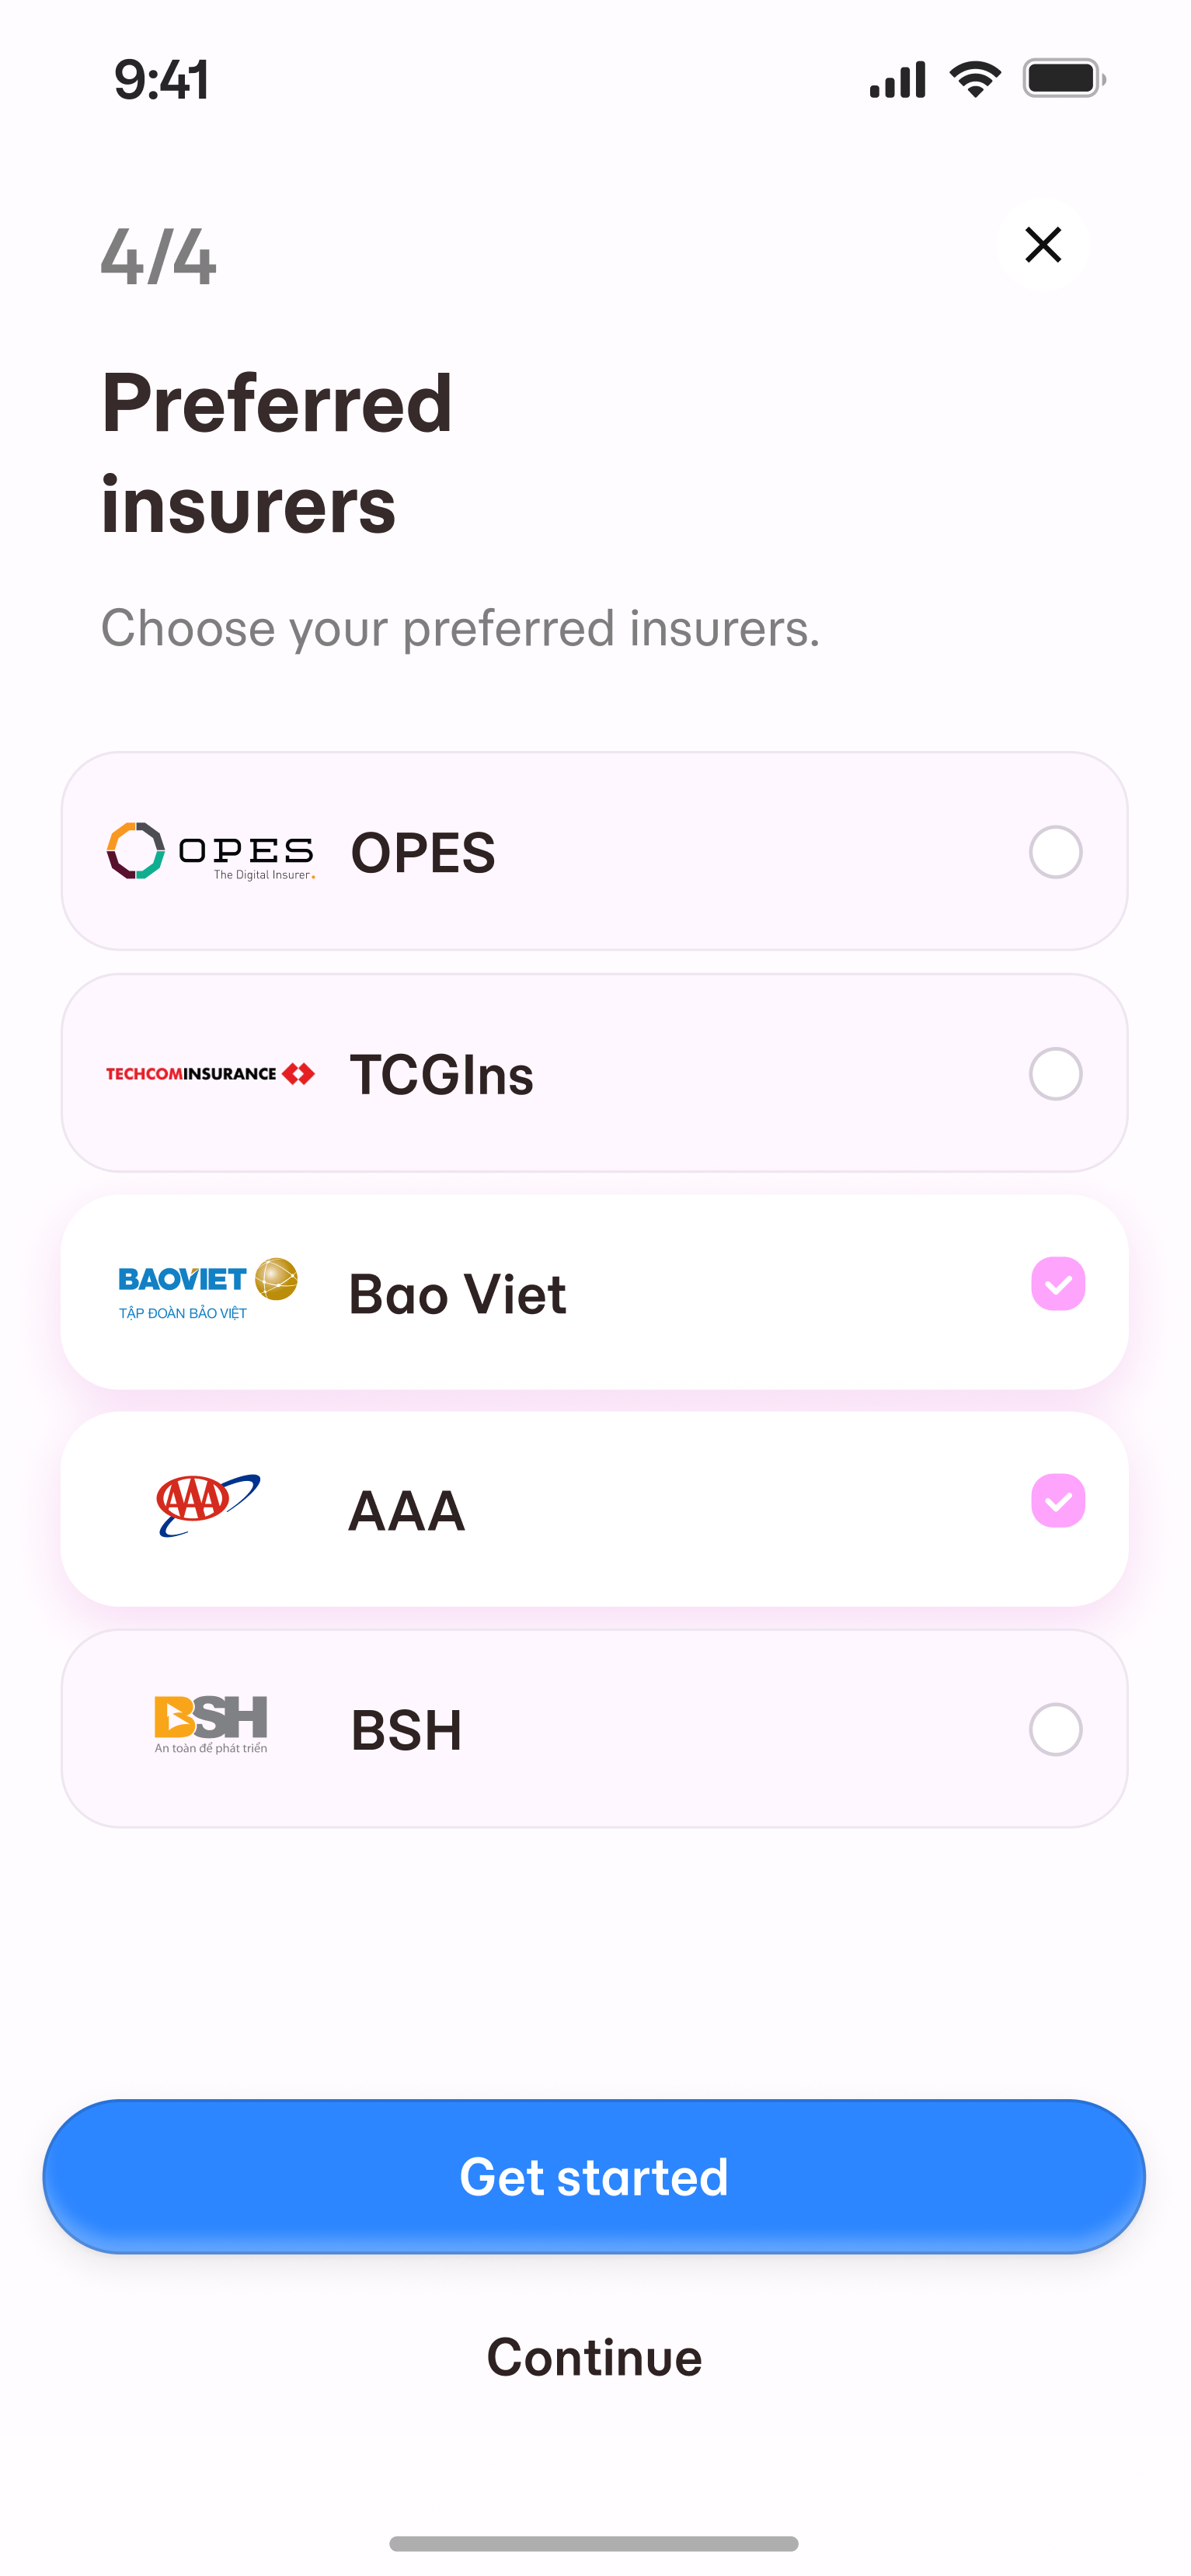 9:41
4/4
Preferred
insurers
Choose your preferred insurers.
OPES
The Digital Insurer.
OPES
TECHCOMINSURANCE
TCGIns
BAOVIET
TẬP ĐOÀN BẢO VIỆT
Bao Viet
AAA
AAA
BSH
An toàn để phát triển
BSH
Get started
Continue